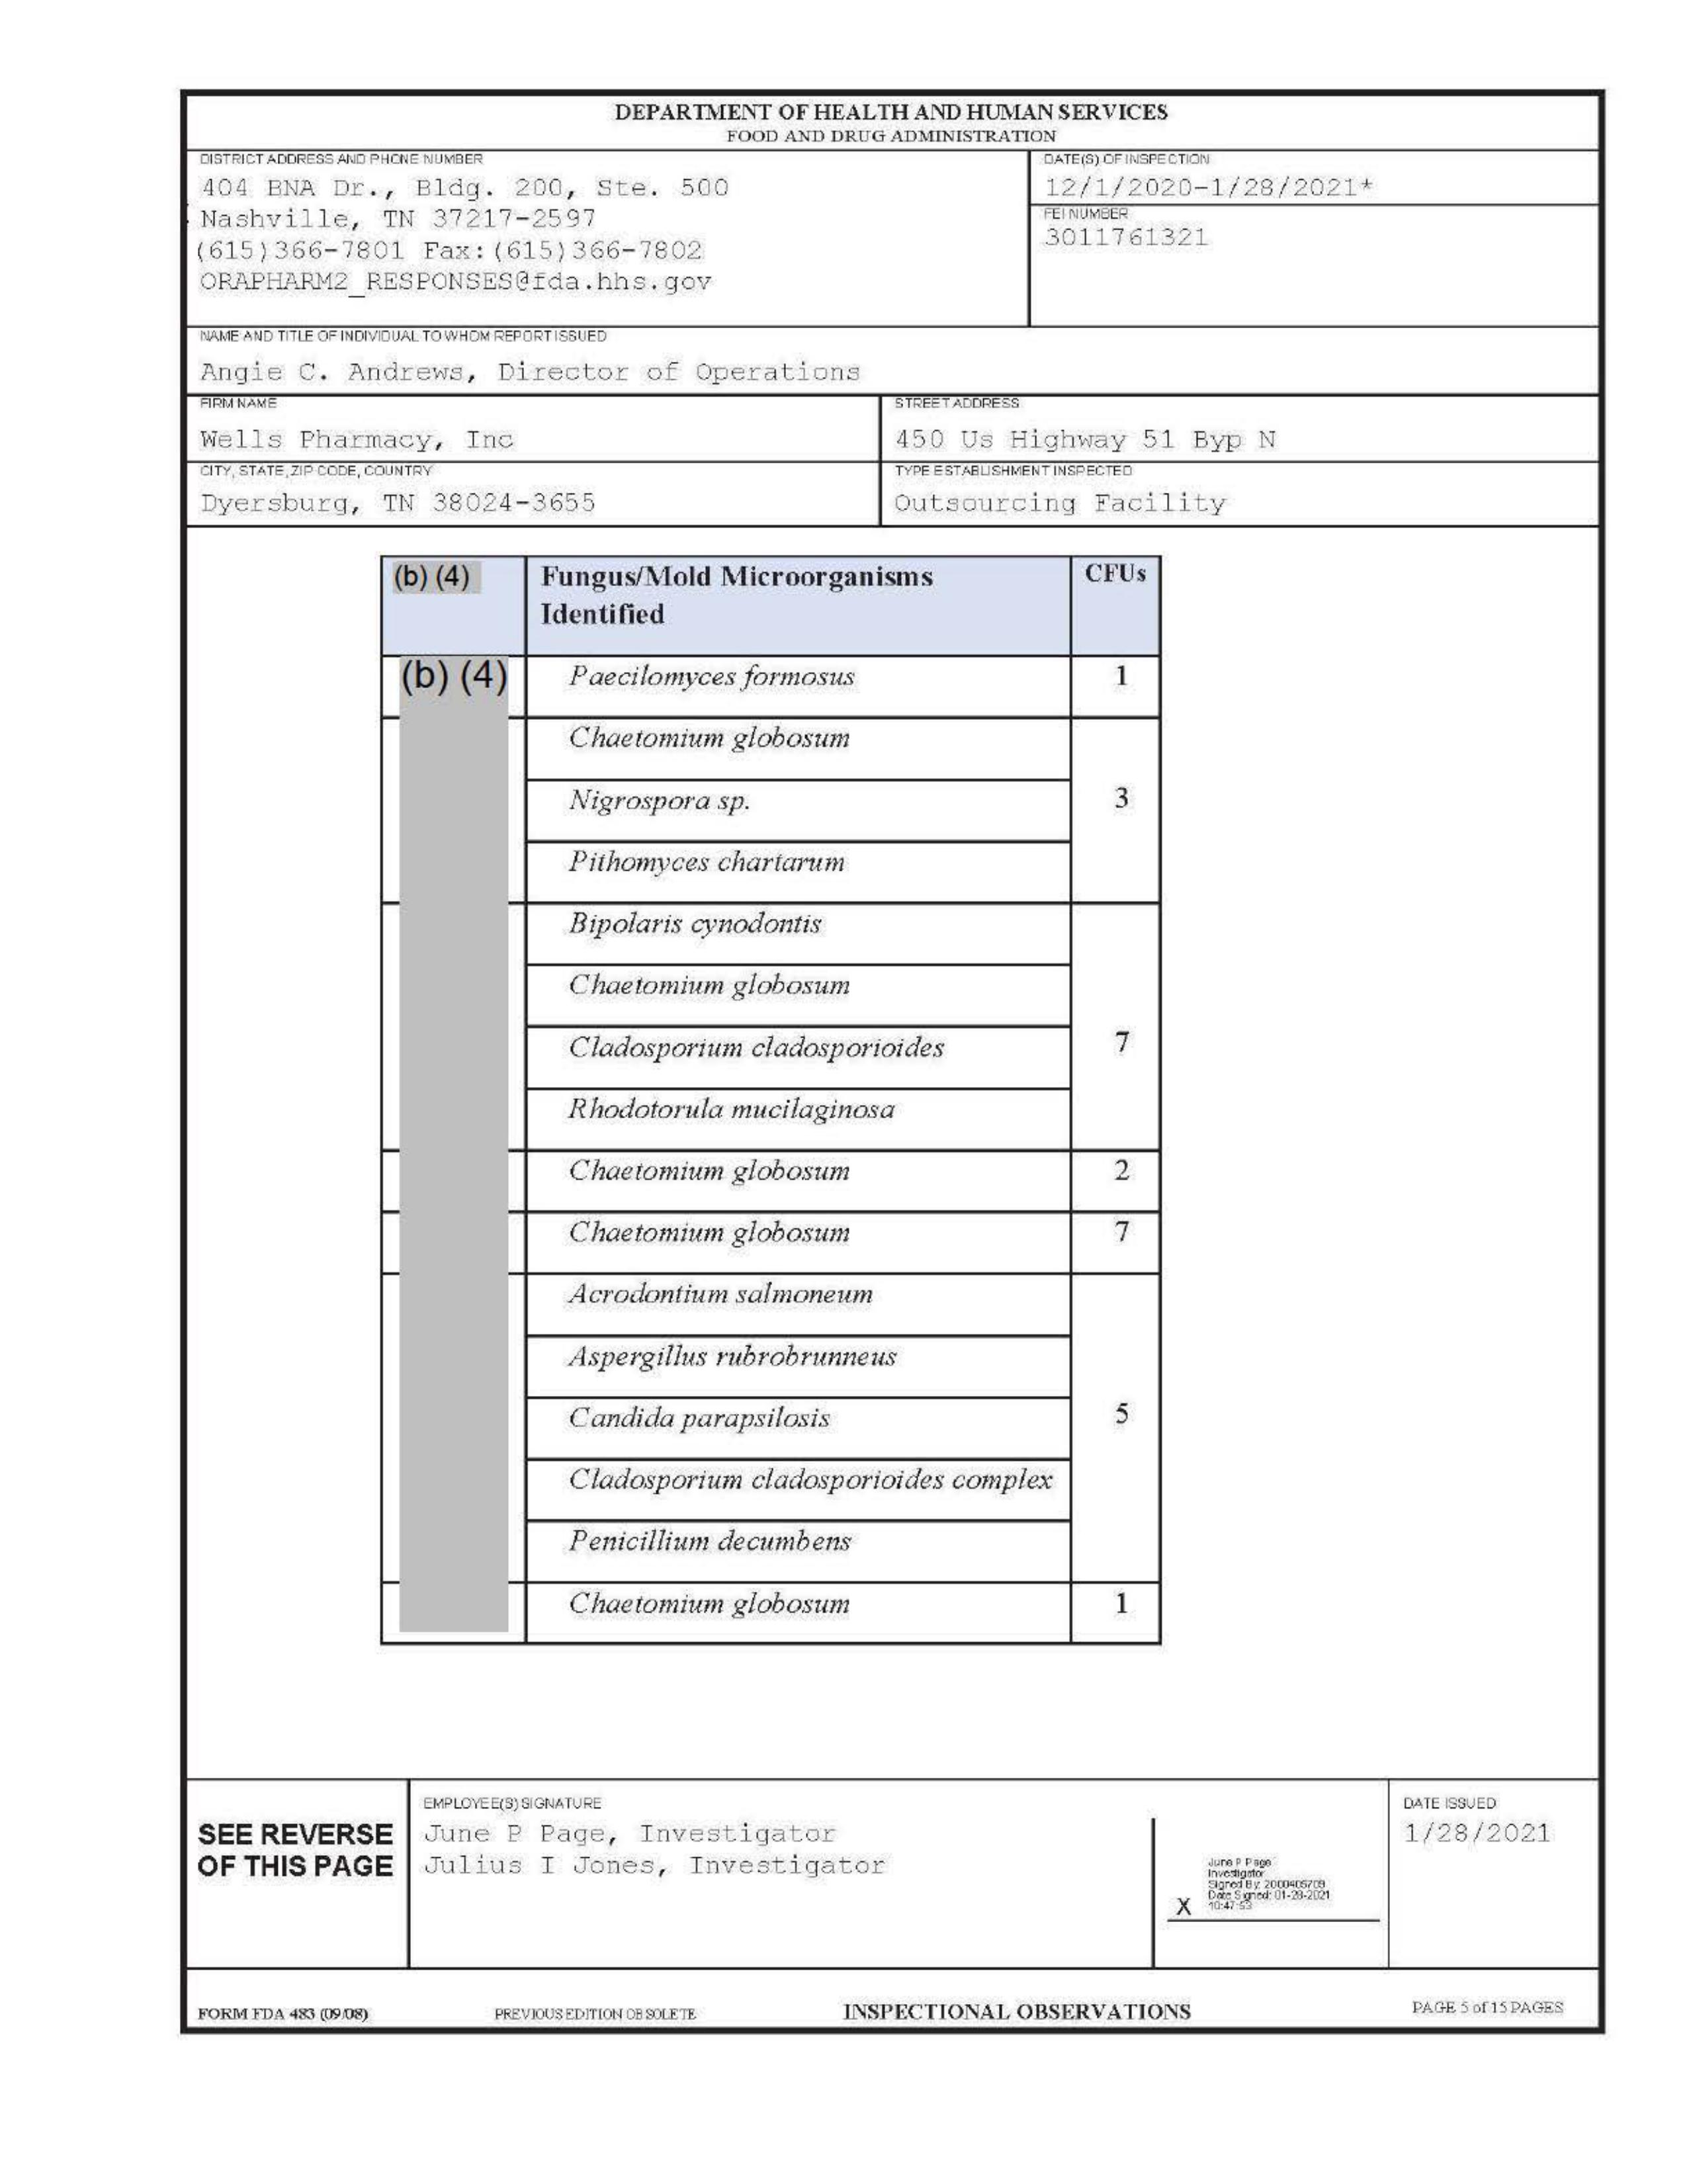 DEPARTMENT OF HEALTH AND HUMAN SERVICES
FOOD AND DRUG ADMINISTRATION
DISTRICT ADDRESS AND PHONE NUMBER
404 BNA Dr., Bldg. 200, Ste. 500
Nashville, TN 37217-2597
(615)366-7801 Fax:(615)366-7802
ORAPHARM2_RESPONSES@fda.hhs.gov
DATE(S) OF INSPECTION
12/1/2020-1/28/2021*
FEI NUMBER
3011761321
NAME AND TITLE OF INDIVIDUAL TO WHOM REPORT ISSUED
Angie C. Andrews, Director of Operations
FIRM NAME
Wells Pharmacy, Inc
STREET ADDRESS
450 Us Highway 51 Byp N
CITY, STATE, ZIP CODE, COUNTRY
Dyersburg, TN 38024-3655
TYPE ESTABLISHMENT INSPECTED
Outsourcing Facility
(b) (4) Fungus/Mold Microorganisms CFUs
Identified
(b) (4) Paecilomyces formosus 1
Chaetomium globosum
Nigrospora sp. 3
Pithomyces chartarum
Bipolaris cynodontis
Chaetomium globosum
Cladosporium cladosporioides 7
Rhodotorula mucilaginosa
Chaetomium globosum 2
Chaetomium globosum 7
Acrodontium salmoneum
Aspergillus rubrobrunneus
Candida parapsilosis 5
Cladosporium cladosporioides complex
Penicillium decumbens
Chaetomium globosum 1
SEE REVERSE
OF THIS PAGE
EMPLOYEE(S) SIGNATURE
June P Page, Investigator
Julius I Jones, Investigator
X
June P Page
Investigator
Signed By: 2000405709
Date Signed: 01-28-2021
10:47:53
DATE ISSUED
1/28/2021
FORM FDA 483 (09/08)
PREVIOUS EDITION OBSOLETE
INSPECTIONAL OBSERVATIONS
PAGE 5 of 15 PAGES